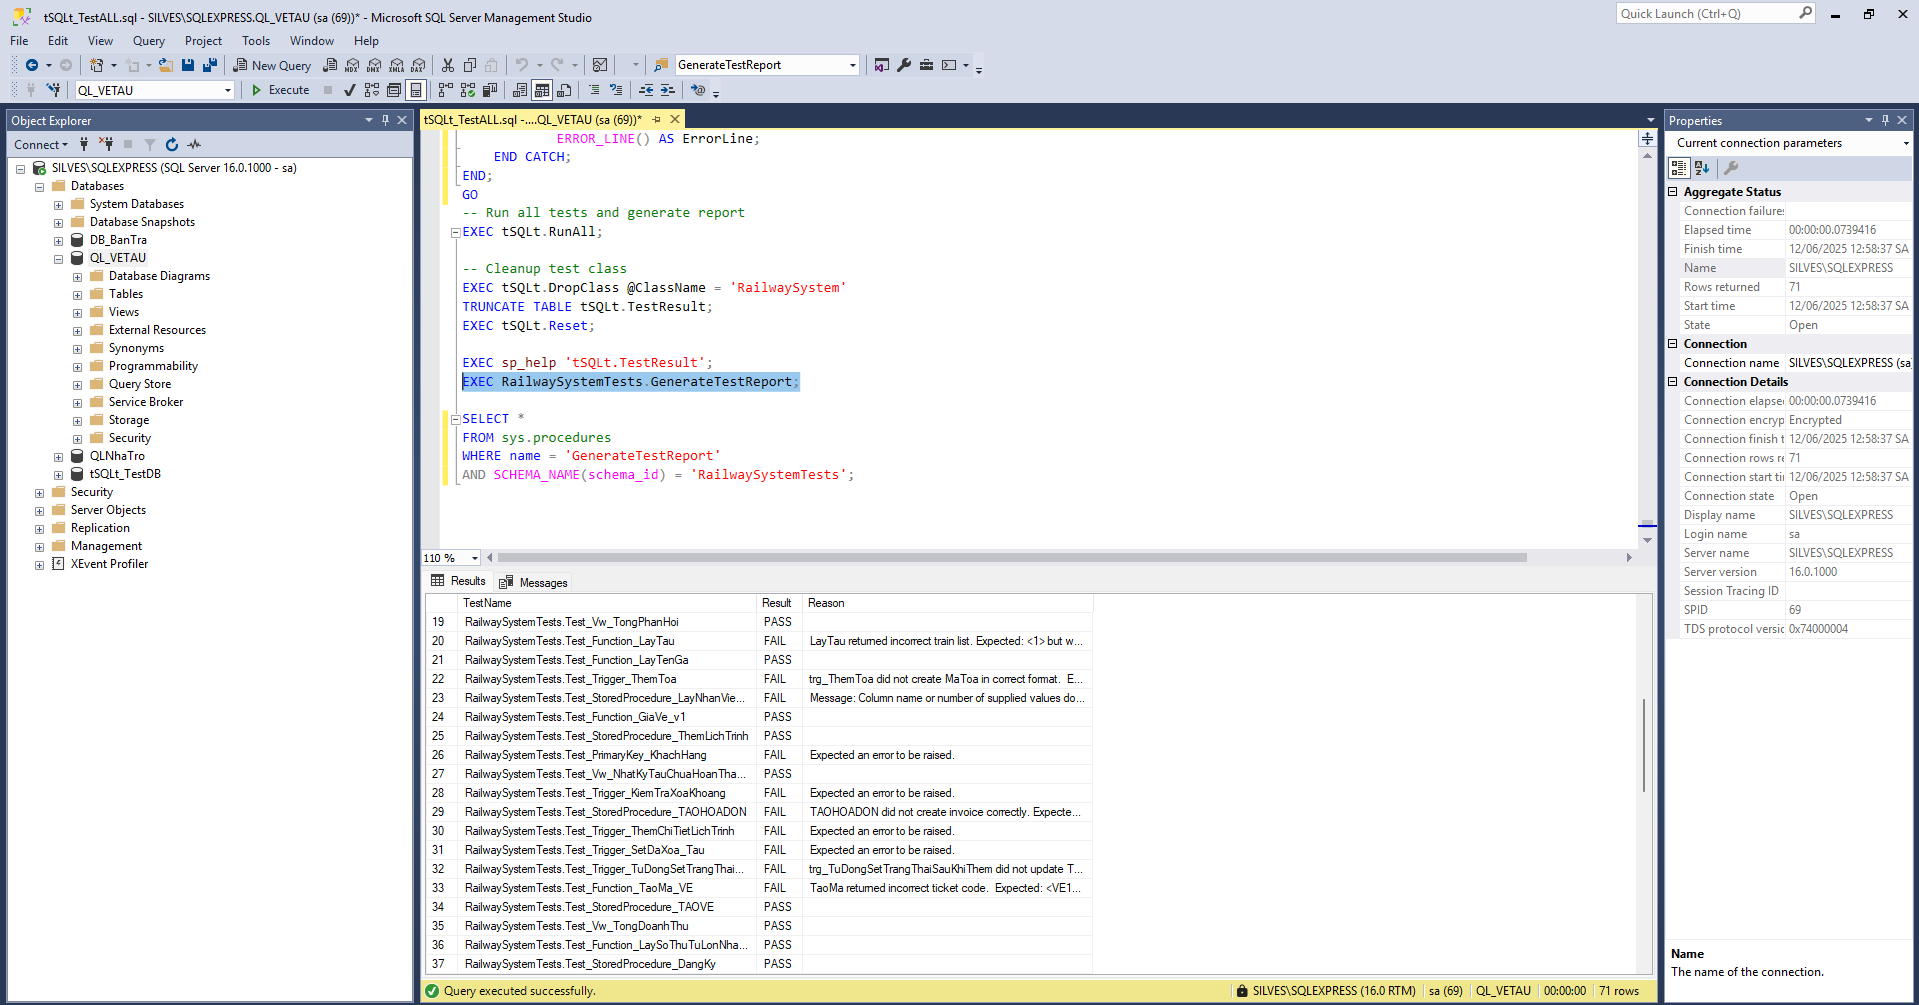 tSQLt_TestALL.sql - SILVES\SQLEXPRESS.QL_VETAU (sa (69))* - Microsoft SQL Server Management Studio
Quick Launch (Ctrl+Q)
File Edit View Query Project Tools Window Help
New Query
MDX DMX XMLA DAX
GenerateTestReport
QL_VETAU
Execute
Object Explorer
Connect
SILVES\SQLEXPRESS (SQL Server 16.0.1000 - sa)
Databases
System Databases
Database Snapshots
DB_BanTra
QL_VETAU
Database Diagrams
Tables
Views
External Resources
Synonyms
Programmability
Query Store
Service Broker
Storage
Security
QLNhaTro
tSQLt_TestDB
Security
Server Objects
Replication
Management
XEvent Profiler
tSQLt_TestALL.sql -....QL_VETAU (sa (69))*
ERROR_LINE() AS ErrorLine;
END CATCH;
END;
GO
-- Run all tests and generate report
EXEC tSQLt.RunAll;
-- Cleanup test class
EXEC tSQLt.DropClass @ClassName = 'RailwaySystem'
TRUNCATE TABLE tSQLt.TestResult;
EXEC tSQLt.Reset;
EXEC sp_help 'tSQLt.TestResult';
EXEC RailwaySystemTests.GenerateTestReport;
SELECT *
FROM sys.procedures
WHERE name = 'GenerateTestReport'
AND SCHEMA_NAME(schema_id) = 'RailwaySystemTests';
110 %
Results Messages
TestName Result Reason
19 RailwaySystemTests.Test_Vw_TongPhanHoi PASS
20 RailwaySystemTests.Test_Function_LayTau FAIL LayTau returned incorrect train list. Expected: <1> but w...
21 RailwaySystemTests.Test_Function_LayTenGa PASS
22 RailwaySystemTests.Test_Trigger_ThemToa FAIL trg_ThemToa did not create MaToa in correct format. E...
23 RailwaySystemTests.Test_StoredProcedure_LayNhanVie... FAIL Message: Column name or number of supplied values do...
24 RailwaySystemTests.Test_Function_GiaVe_v1 PASS
25 RailwaySystemTests.Test_StoredProcedure_ThemLichTrinh PASS
26 RailwaySystemTests.Test_PrimaryKey_KhachHang FAIL Expected an error to be raised.
27 RailwaySystemTests.Test_Vw_NhatKyTauChuaHoanTha... PASS
28 RailwaySystemTests.Test_Trigger_KiemTraXoaKhoang FAIL Expected an error to be raised.
29 RailwaySystemTests.Test_StoredProcedure_TAOHOADON FAIL TAOHOADON did not create invoice correctly. Expecte...
30 RailwaySystemTests.Test_Trigger_ThemChiTietLichTrinh FAIL Expected an error to be raised.
31 RailwaySystemTests.Test_Trigger_SetDaXoa_Tau FAIL Expected an error to be raised.
32 RailwaySystemTests.Test_Trigger_TuDongSetTrangThai... FAIL trg_TuDongSetTrangThaiSauKhiThem did not update T...
33 RailwaySystemTests.Test_Function_TaoMa_VE FAIL TaoMa returned incorrect ticket code. Expected: <VE1...
34 RailwaySystemTests.Test_StoredProcedure_TAOVE PASS
35 RailwaySystemTests.Test_Vw_TongDoanhThu PASS
36 RailwaySystemTests.Test_Function_LaySoThuTuLonNha... PASS
37 RailwaySystemTests.Test_StoredProcedure_DangKy PASS
Query executed successfully. SILVES\SQLEXPRESS (16.0 RTM) sa (69) QL_VETAU 00:00:00 71 rows
Properties
Current connection parameters
Aggregate Status
Connection failures
Elapsed time 00:00:00.0739416
Finish time 12/06/2025 12:58:37 SA
Name SILVES\SQLEXPRESS
Rows returned 71
Start time 12/06/2025 12:58:37 SA
State Open
Connection
Connection name SILVES\SQLEXPRESS (sa
Connection Details
Connection elapse 00:00:00.0739416
Connection encryp Encrypted
Connection finish t 12/06/2025 12:58:37 SA
Connection rows re 71
Connection start ti 12/06/2025 12:58:37 SA
Connection state Open
Display name SILVES\SQLEXPRESS
Login name sa
Server name SILVES\SQLEXPRESS
Server version 16.0.1000
Session Tracing ID
SPID 69
TDS protocol versio 0x74000004
Name
The name of the connection.